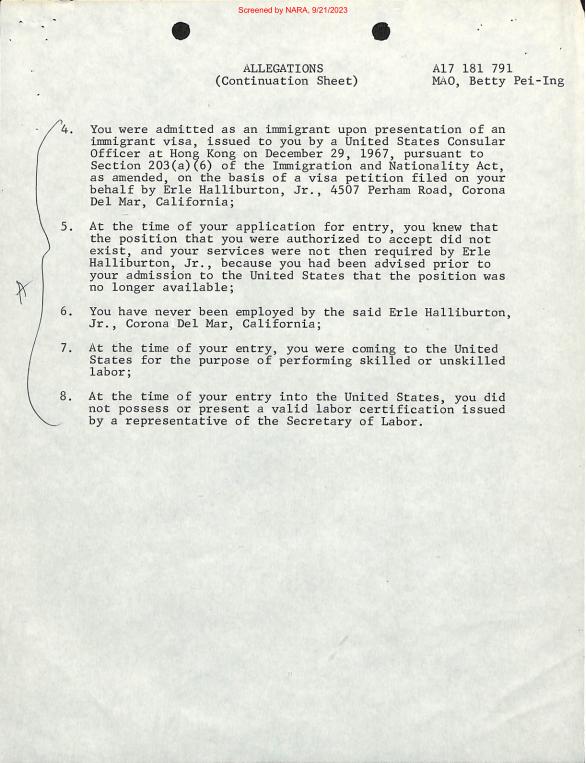 Screened by NARA, 9/21/2023
ALLEGATIONS
(Continuation Sheet)
A17 181 791
MAO, Betty Pei-Ing
4. You were admitted as an immigrant upon presentation of an
immigrant visa, issued to you by a United States Consular
Officer at Hong Kong on December 29, 1967, pursuant to
Section 203(a)(6) of the Immigration and Nationality Act,
as amended, on the basis of a visa petition filed on your
behalf by Erle Halliburton, Jr., 4507 Perham Road, Corona
Del Mar, California;
5. At the time of your application for entry, you knew that
the position that you were authorized to accept did not
exist, and your services were not then required by Erle
Halliburton, Jr., because you had been advised prior to
your admission to the United States that the position was
no longer available;
6. You have never been employed by the said Erle Halliburton,
Jr., Corona Del Mar, California;
7. At the time of your entry, you were coming to the United
States for the purpose of performing skilled or unskilled
labor;
8. At the time of your entry into the United States, you did
not possess or present a valid labor certification issued
by a representative of the Secretary of Labor.